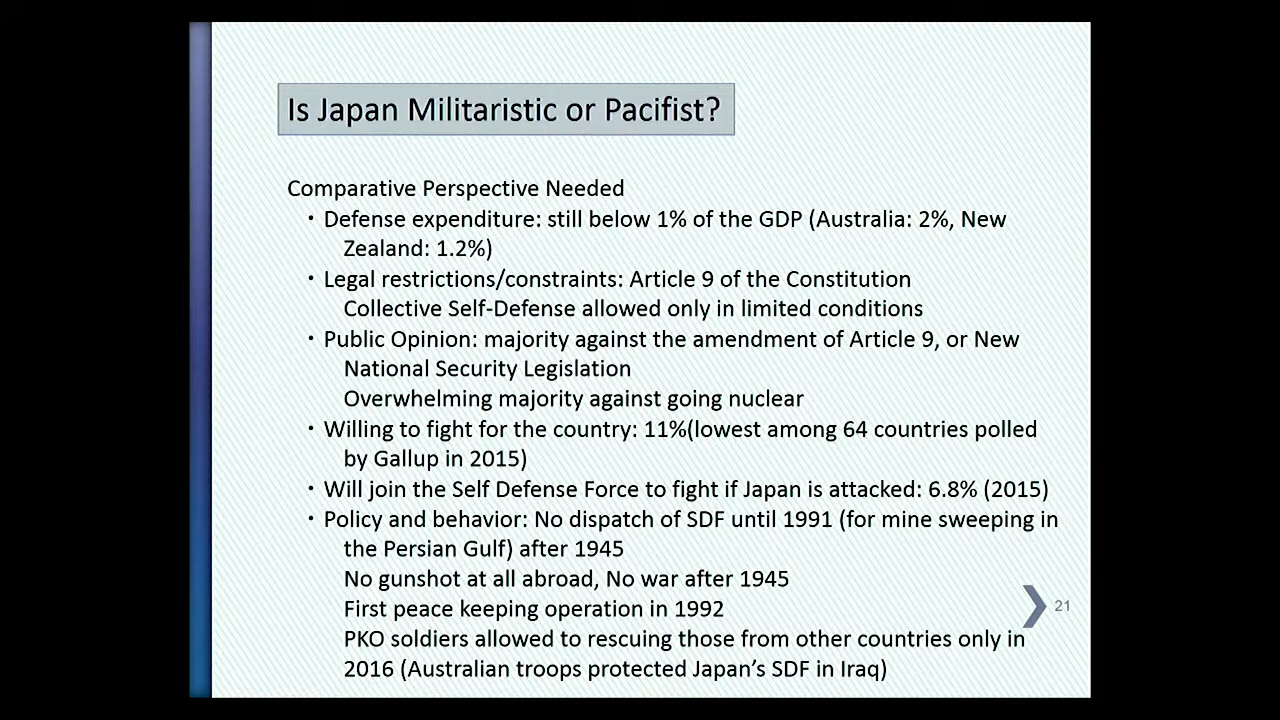 Is Japan Militaristic or Pacifist?
Comparative Perspective Needed
· Defense expenditure: still below 1% of the GDP (Australia: 2%, New
Zealand: 1.2%)
· Legal restrictions/constraints: Article 9 of the Constitution
Collective Self-Defense allowed only in limited conditions
· Public Opinion: majority against the amendment of Article 9, or New
National Security Legislation
Overwhelming majority against going nuclear
· Willing to fight for the country: 11%(lowest among 64 countries polled
by Gallup in 2015)
· Will join the Self Defense Force to fight if Japan is attacked: 6.8% (2015)
· Policy and behavior: No dispatch of SDF until 1991 (for mine sweeping in
the Persian Gulf) after 1945
No gunshot at all abroad, No war after 1945
First peace keeping operation in 1992
PKO soldiers allowed to rescuing those from other countries only in
2016 (Australian troops protected Japan's SDF in Iraq)
21